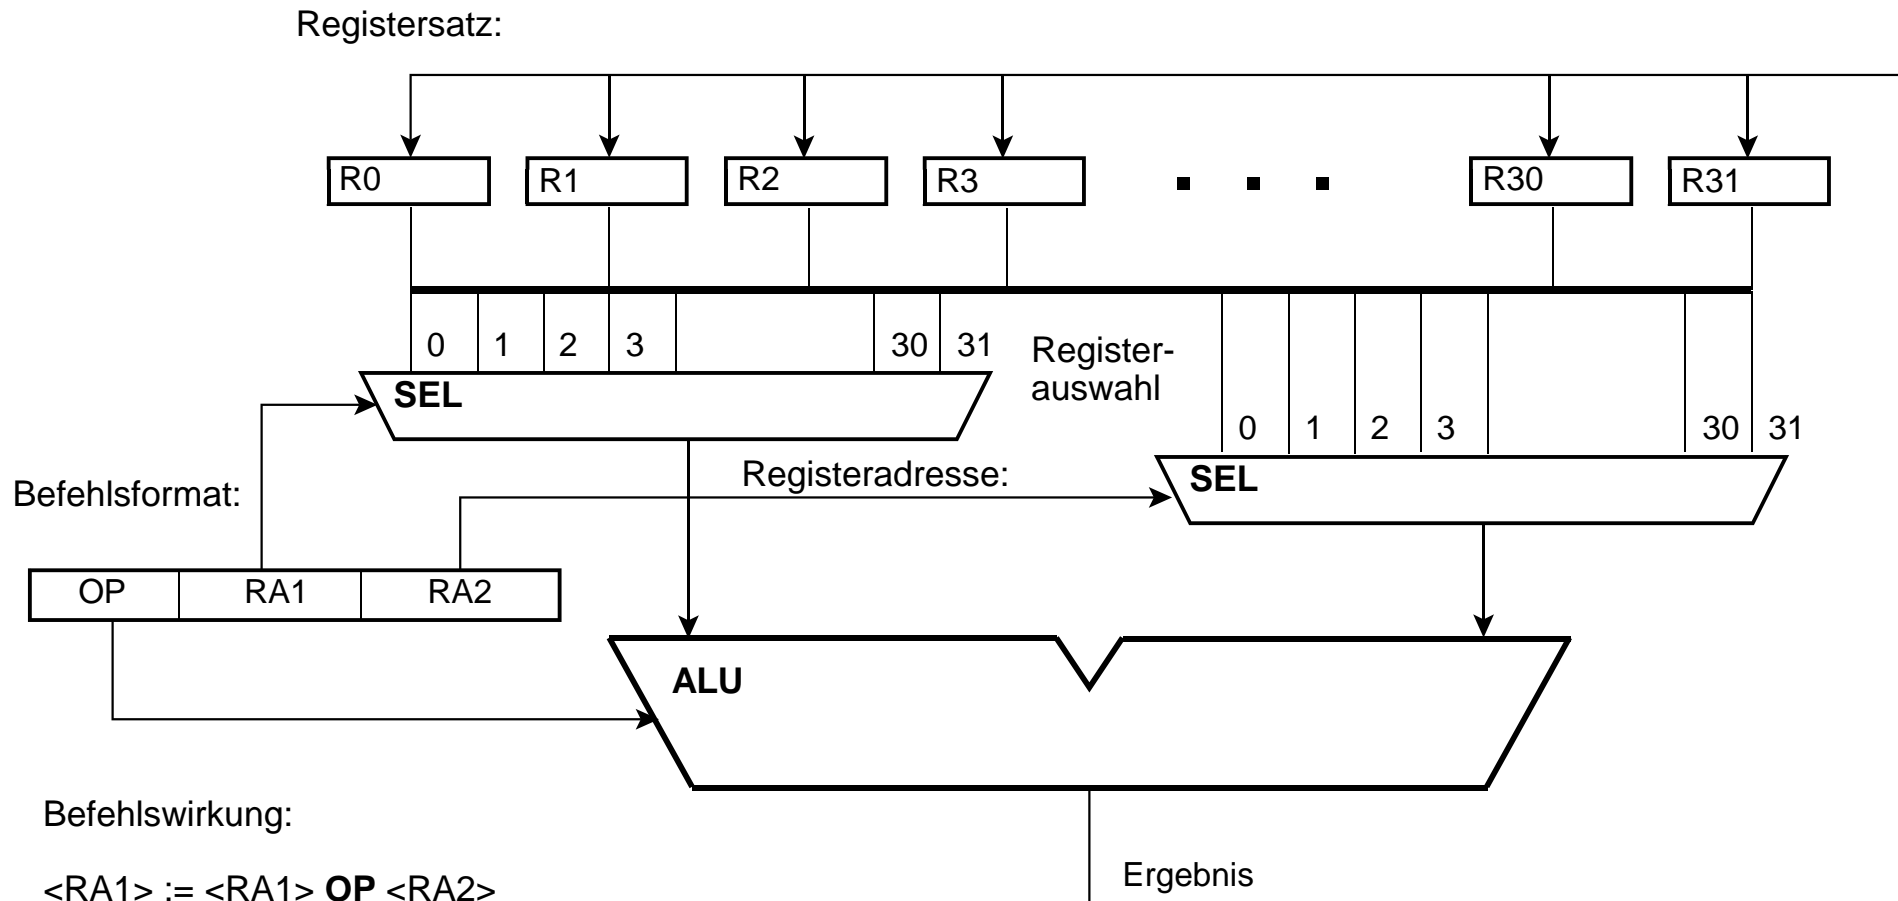 Registersatz:
R0 R1 R2 R3 . . . R30 R31
0 1 2 3 30 31
Register-
auswahl
SEL
0 1 2 3 30 31
Registeradresse:
SEL
Befehlsformat:
OP RA1 RA2
ALU
Befehlswirkung:
<RA1> := <RA1> OP <RA2>
Ergebnis